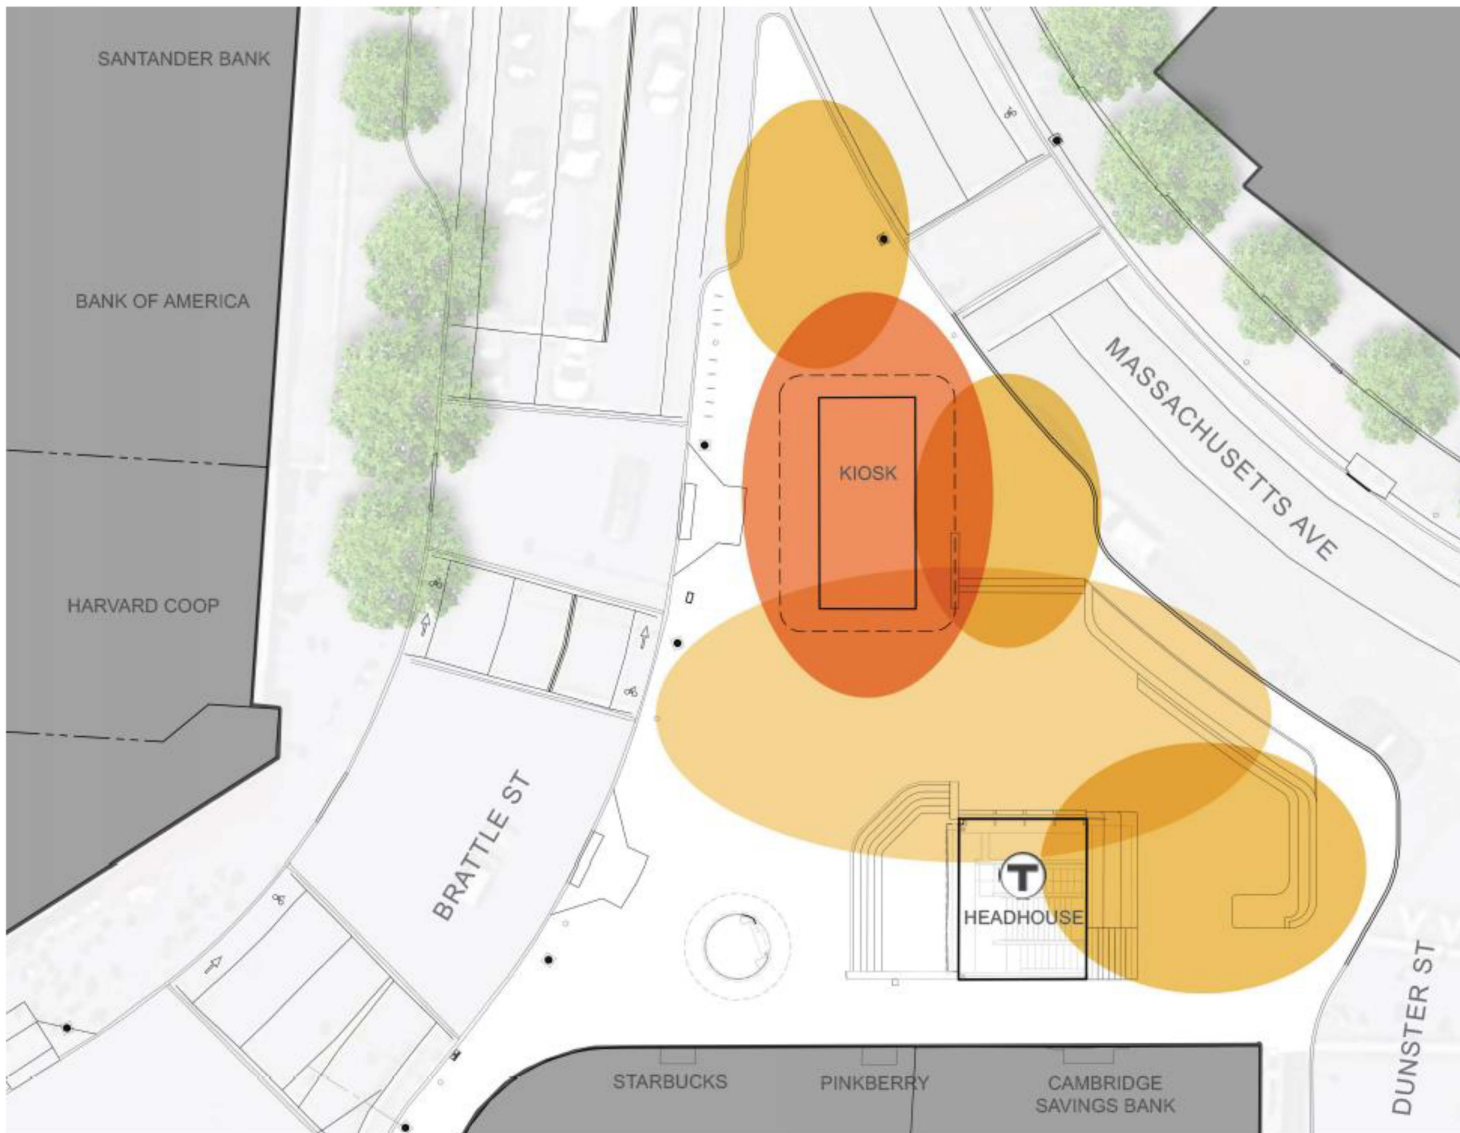 SANTANDER BANK
BANK OF AMERICA
HARVARD COOP
KIOSK
MASSACHUSETTS AVE
BRATTLE ST
T
HEADHOUSE
DUNSTER ST
STARBUCKS
PINKBERRY
CAMBRIDGE
SAVINGS BANK